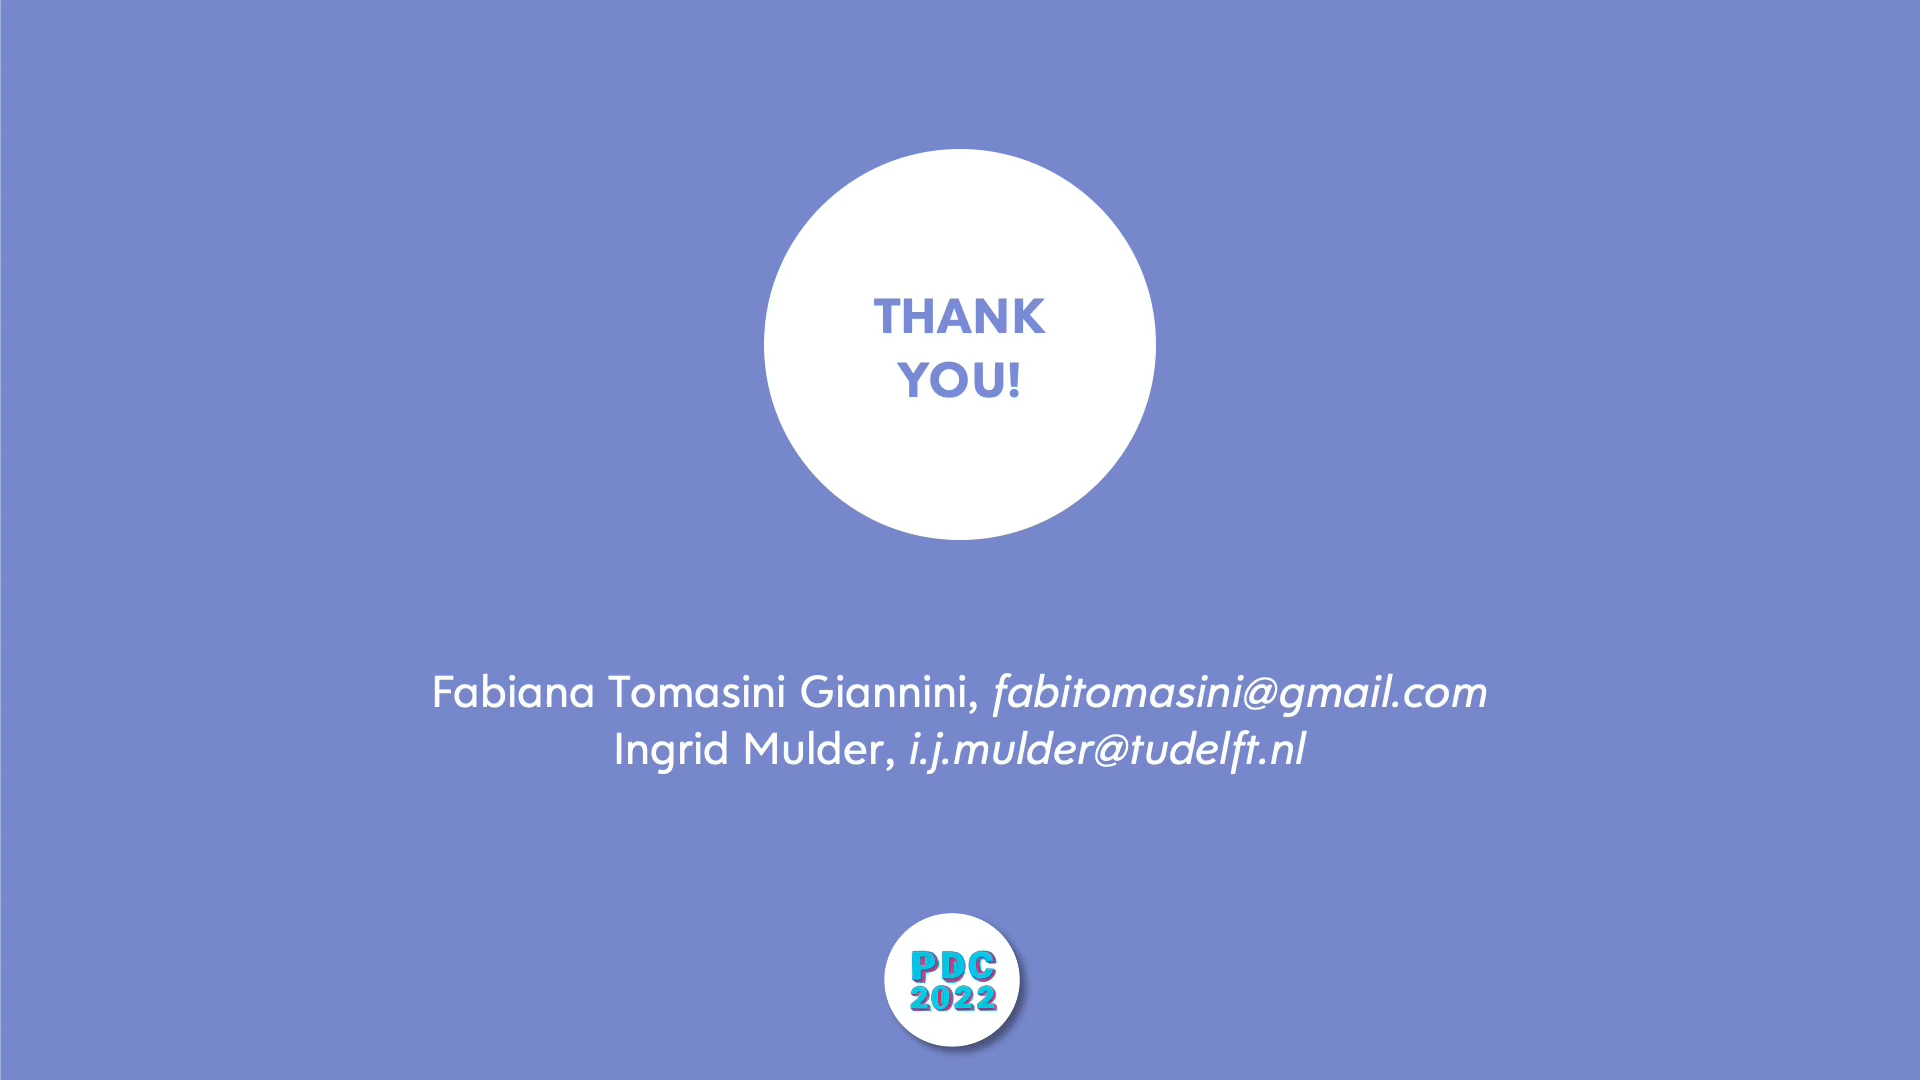 THANK
YOU!
Fabiana Tomasini Giannini, fabitomasini@gmail.com
Ingrid Mulder, i.j.mulder@tudelft.nl
PDC
2022